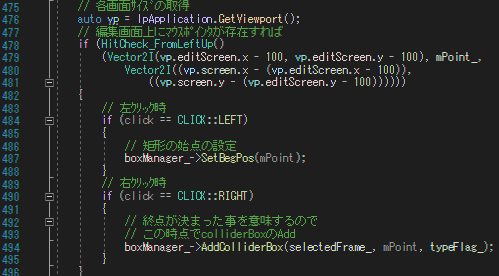 475 // 各画面ｻｲｽﾞの取得
476 auto vp = lpApplication.GetViewport();
477 // 編集画面上にﾏｳｽﾎﾟｲﾝﾀが存在すれば
478 if (HitCheck_FromLeftUp()
479 (Vector2I(vp.editScreen.x - 100, vp.editScreen.y - 100), mPoint_,
480 Vector2I((vp.screen.x - (vp.editScreen.x - 100)),
481 ((vp.screen.y - (vp.editScreen.y - 100))))))
482 {
483 // 左ｸﾘｯｸ時
484 if (click == CLICK::LEFT)
485 {
486 // 矩形の始点の設定
487 boxManager_->SetBegPos(mPoint);
488 }
489 // 右ｸﾘｯｸ時
490 if (click == CLICK::RIGHT)
491 {
492 // 終点が決まった事を意味するので
493 // この時点でcolliderBoxのAdd
494 boxManager_->AddColliderBox(selectedFrame_, mPoint, typeFlag_);
495 }
496 }